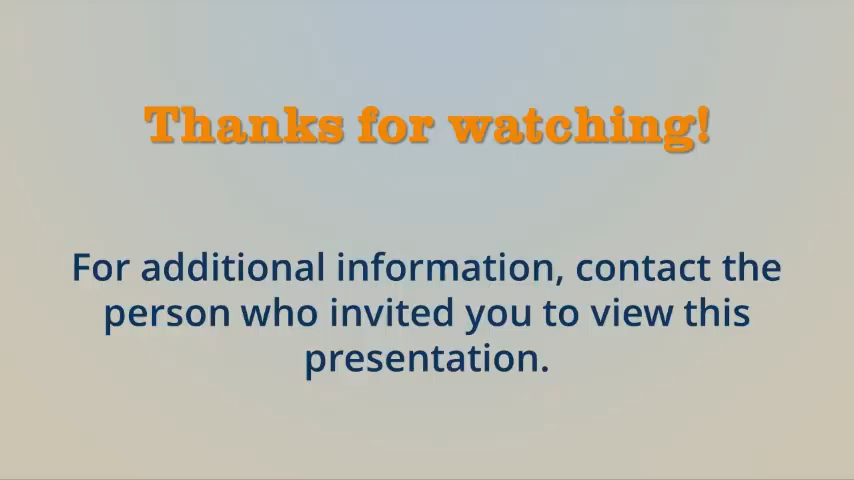 Thanks for watching!
For additional information, contact the
person who invited you to view this
presentation.